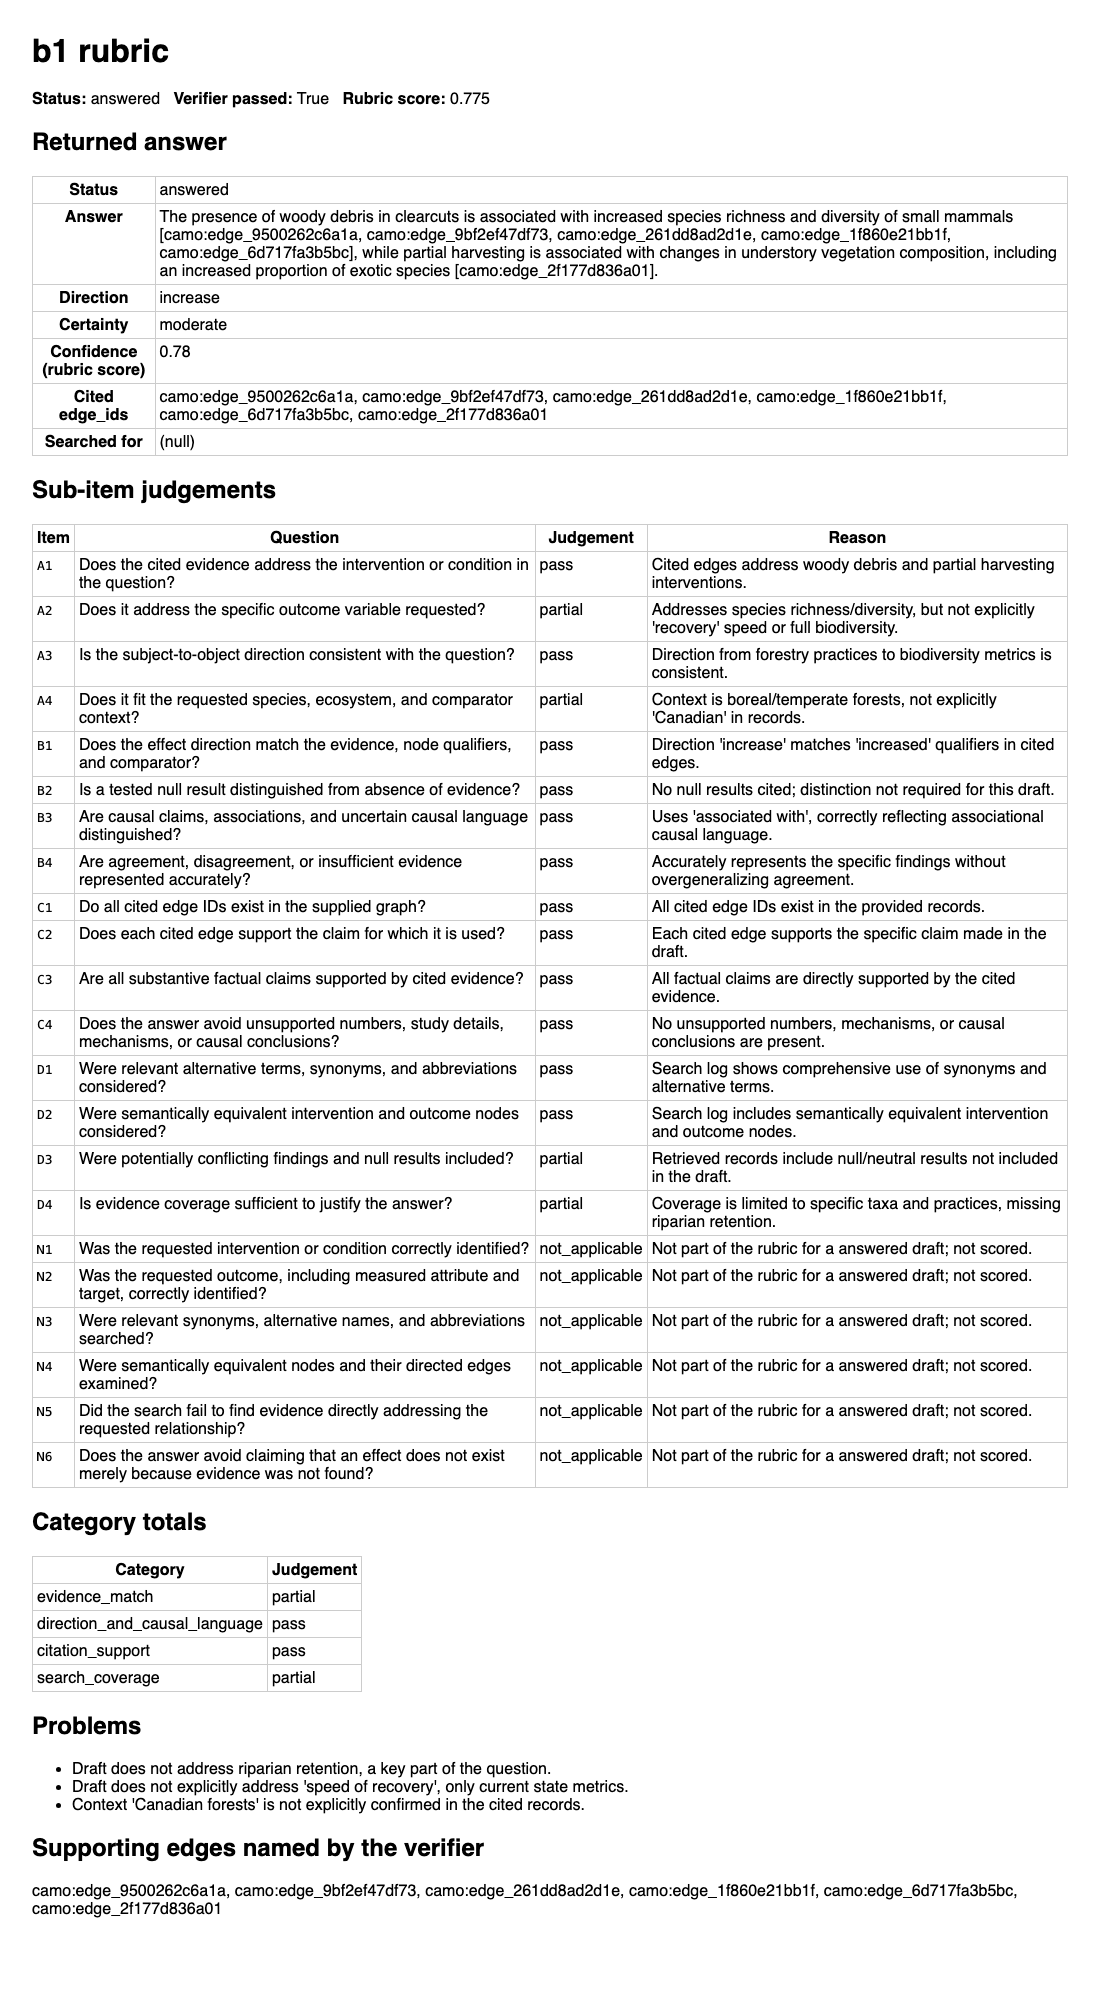 b1 rubric
Status: answered Verifier passed: True Rubric score: 0.775
Returned answer
Status answered
Answer The presence of woody debris in clearcuts is associated with increased species richness and diversity of small mammals
[camo:edge_9500262c6a1a, camo:edge_9bf2ef47df73, camo:edge_261dd8ad2d1e, camo:edge_1f860e21bb1f,
camo:edge_6d717fa3b5bc], while partial harvesting is associated with changes in understory vegetation composition, including
an increased proportion of exotic species [camo:edge_2f177d836a01].
Direction increase
Certainty moderate
Confidence 0.78
(rubric score)
Cited camo:edge_9500262c6a1a, camo:edge_9bf2ef47df73, camo:edge_261dd8ad2d1e, camo:edge_1f860e21bb1f,
edge_ids camo:edge_6d717fa3b5bc, camo:edge_2f177d836a01
Searched for (null)
Sub-item judgements
Item Question Judgement Reason
A1 Does the cited evidence address the intervention or condition in pass Cited edges address woody debris and partial harvesting
the question? interventions.
A2 Does it address the specific outcome variable requested? partial Addresses species richness/diversity, but not explicitly
'recovery' speed or full biodiversity.
A3 Is the subject-to-object direction consistent with the question? pass Direction from forestry practices to biodiversity metrics is
consistent.
A4 Does it fit the requested species, ecosystem, and comparator partial Context is boreal/temperate forests, not explicitly
context? 'Canadian' in records.
B1 Does the effect direction match the evidence, node qualifiers, pass Direction 'increase' matches 'increased' qualifiers in cited
and comparator? edges.
B2 Is a tested null result distinguished from absence of evidence? pass No null results cited; distinction not required for this draft.
B3 Are causal claims, associations, and uncertain causal language pass Uses 'associated with', correctly reflecting associational
distinguished? causal language.
B4 Are agreement, disagreement, or insufficient evidence pass Accurately represents the specific findings without
represented accurately? overgeneralizing agreement.
C1 Do all cited edge IDs exist in the supplied graph? pass All cited edge IDs exist in the provided records.
C2 Does each cited edge support the claim for which it is used? pass Each cited edge supports the specific claim made in the
draft.
C3 Are all substantive factual claims supported by cited evidence? pass All factual claims are directly supported by the cited
evidence.
C4 Does the answer avoid unsupported numbers, study details, pass No unsupported numbers, mechanisms, or causal
mechanisms, or causal conclusions? conclusions are present.
D1 Were relevant alternative terms, synonyms, and abbreviations pass Search log shows comprehensive use of synonyms and
considered? alternative terms.
D2 Were semantically equivalent intervention and outcome nodes pass Search log includes semantically equivalent intervention
considered? and outcome nodes.
D3 Were potentially conflicting findings and null results included? partial Retrieved records include null/neutral results not included
in the draft.
D4 Is evidence coverage sufficient to justify the answer? partial Coverage is limited to specific taxa and practices, missing
riparian retention.
N1 Was the requested intervention or condition correctly identified? not_applicable Not part of the rubric for a answered draft; not scored.
N2 Was the requested outcome, including measured attribute and not_applicable Not part of the rubric for a answered draft; not scored.
target, correctly identified?
N3 Were relevant synonyms, alternative names, and abbreviations not_applicable Not part of the rubric for a answered draft; not scored.
searched?
N4 Were semantically equivalent nodes and their directed edges not_applicable Not part of the rubric for a answered draft; not scored.
examined?
N5 Did the search fail to find evidence directly addressing the not_applicable Not part of the rubric for a answered draft; not scored.
requested relationship?
N6 Does the answer avoid claiming that an effect does not exist not_applicable Not part of the rubric for a answered draft; not scored.
merely because evidence was not found?
Category totals
Category Judgement
evidence_match partial
direction_and_causal_language pass
citation_support pass
search_coverage partial
Problems
• Draft does not address riparian retention, a key part of the question.
• Draft does not explicitly address 'speed of recovery', only current state metrics.
• Context 'Canadian forests' is not explicitly confirmed in the cited records.
Supporting edges named by the verifier
camo:edge_9500262c6a1a, camo:edge_9bf2ef47df73, camo:edge_261dd8ad2d1e, camo:edge_1f860e21bb1f, camo:edge_6d717fa3b5bc,
camo:edge_2f177d836a01